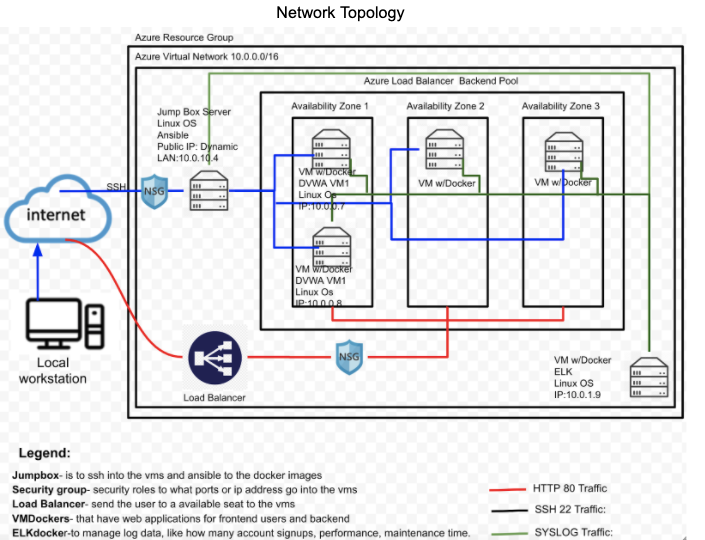 Network Topology
Azure Resource Group
Azure Virtual Network 10.0.0.0/16
Azure Load Balancer Backend Pool
Jump Box Server
Linux OS
Ansible
Public IP: Dynamic
LAN:10.0.10.4
Availability Zone 1
Availability Zone 2
Availability Zone 3
SSH
NSG
internet
VM w/Docker
DVWA VM1
Linux Os
IP:10.0.0.7
VM w/Docker
VM w/Docker
VM w/Docker
DVWA VM1
Linux Os
IP:10.0.0.8
Local
workstation
Load Balancer
NSG
VM w/Docker
ELK
Linux OS
IP:10.0.1.9
Legend:
Jumpbox- is to ssh into the vms and ansible to the docker images
Security group- security roles to what ports or ip address go into the vms
Load Balancer- send the user to a available seat to the vms
VMDockers- that have web applications for frontend users and backend
ELKdocker-to manage log data, like how many account signups, performance, maintenance time.
HTTP 80 Traffic
SSH 22 Traffic:
SYSLOG Traffic: